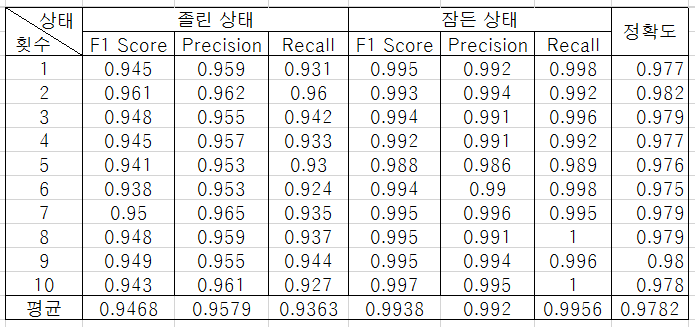 상태 졸린 상태 잠든 상태 정확도
횟수 F1 Score Precision Recall F1 Score Precision Recall
1 0.945 0.959 0.931 0.995 0.992 0.998 0.977
2 0.961 0.962 0.96 0.993 0.994 0.992 0.982
3 0.948 0.955 0.942 0.994 0.991 0.996 0.979
4 0.945 0.957 0.933 0.992 0.991 0.992 0.977
5 0.941 0.953 0.93 0.988 0.986 0.989 0.976
6 0.938 0.953 0.924 0.994 0.99 0.998 0.975
7 0.95 0.965 0.935 0.995 0.996 0.995 0.979
8 0.948 0.959 0.937 0.995 0.991 1 0.979
9 0.949 0.955 0.944 0.995 0.994 0.996 0.98
10 0.943 0.961 0.927 0.997 0.995 1 0.978
평균 0.9468 0.9579 0.9363 0.9938 0.992 0.9956 0.9782